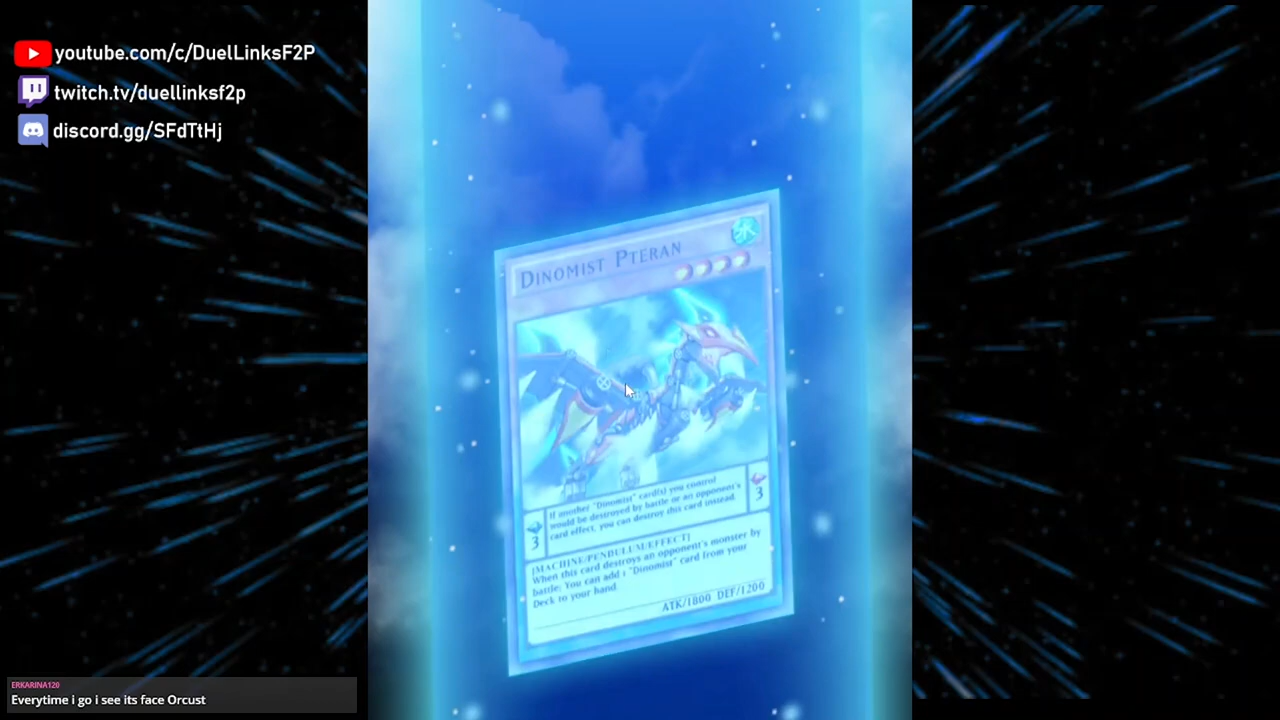 youtube.com/c/DuelLinksF2P
twitch.tv/duellinksf2p
discord.gg/SFdTtHj
DINOMIST PTERAN
水
If another "Dinomist" card(s) you control
would be destroyed by battle or an opponent's
card effect, you can destroy this card instead.
3
3
[MACHINE/PENDULUM/EFFECT]
When this card destroys an opponent's monster by
battle: You can add 1 "Dinomist" card from your
Deck to your hand.
ATK/1800 DEF/1200
ERKARINA120
Everytime i go i see its face Orcust